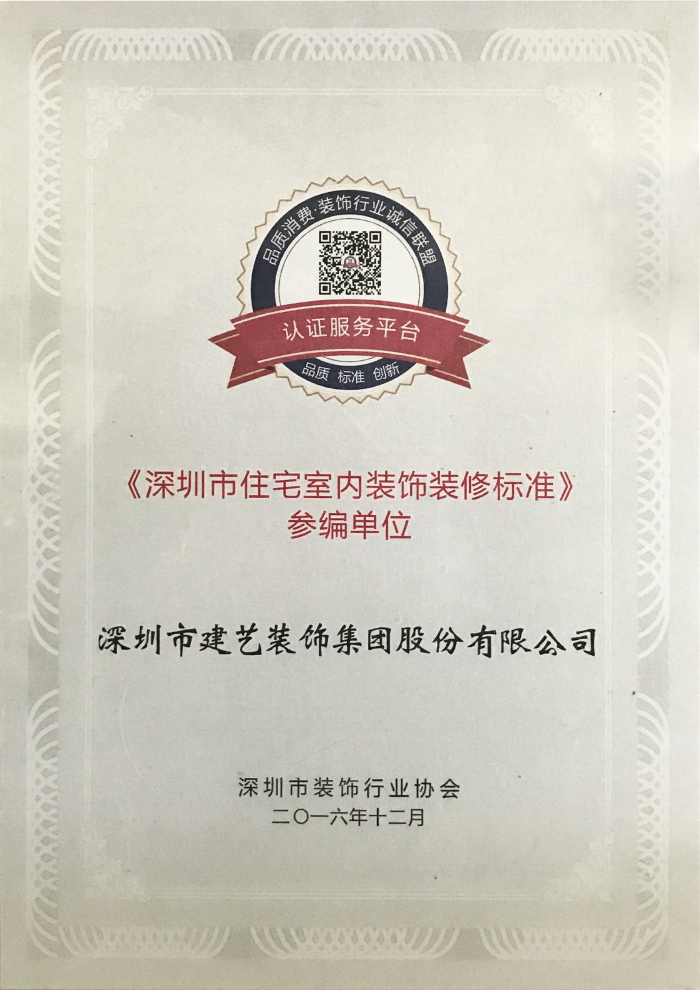 品质消费·装饰行业诚信联盟
认证服务平台
品质 标准 创新
《深圳市住宅室内装饰装修标准》
参编单位
深圳市建艺装饰集团股份有限公司
深圳市装饰行业协会
二〇一六年十二月